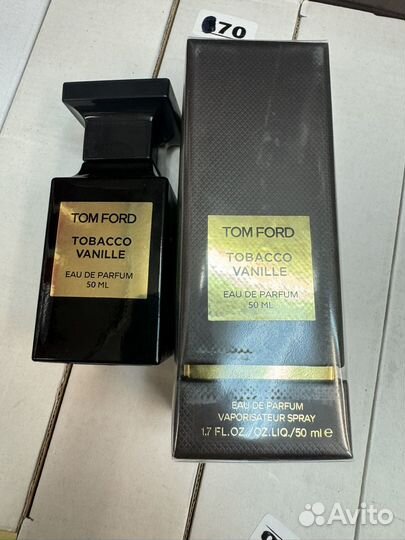 670
TOM FORD
TOBACCO
VANILLE
EAU DE PARFUM
50 ML
TOM FORD
TOBACCO
VANILLE
EAU DE PARFUM
50 ML
EAU DE PARFUM
VAPORISATEUR SPRAY
1.7 FL.OZ./OZ.LIQ./50 ml e
Avito